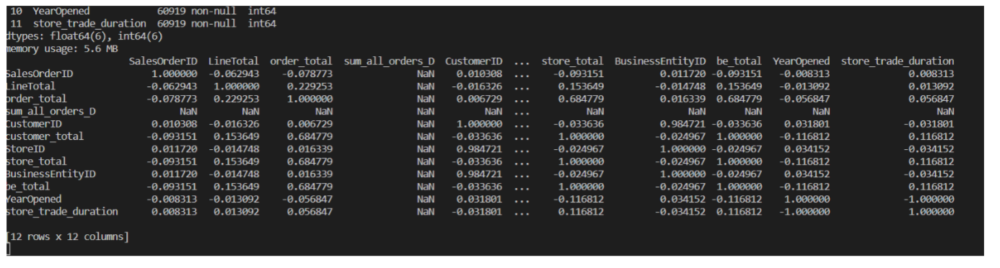 10 YearOpened 60919 non-null int64
11 store_trade_duration 60919 non-null int64
dtypes: float64(6), int64(6)
memory usage: 5.6 MB
SalesOrderID LineTotal order_total sum_all_orders_D CustomerID ... store_total BusinessEntityID be_total YearOpened store_trade_duration
SalesOrderID 1.000000 -0.062943 -0.078773 NaN 0.010308 ... -0.093151 0.011720 -0.093151 -0.008313 0.008313
LineTotal -0.062943 1.000000 0.229253 NaN -0.016326 ... 0.153649 -0.014748 0.153649 -0.013092 0.013092
order_total -0.078773 0.229253 1.000000 NaN 0.006729 ... 0.684779 0.016339 0.684779 -0.056847 0.056847
sum_all_orders_D NaN NaN NaN NaN NaN ... NaN NaN NaN NaN NaN
CustomerID 0.010308 -0.016326 0.006729 NaN 1.000000 ... -0.033636 0.984721 -0.033636 0.031801 -0.031801
customer_total -0.093151 0.153649 0.684779 NaN -0.033636 ... 1.000000 -0.024967 1.000000 -0.116812 0.116812
StoreID 0.011720 -0.014748 0.016339 NaN 0.984721 ... -0.024967 1.000000 -0.024967 0.034152 -0.034152
store_total -0.093151 0.153649 0.684779 NaN -0.033636 ... 1.000000 -0.024967 1.000000 -0.116812 0.116812
BusinessEntityID 0.011720 -0.014748 0.016339 NaN 0.984721 ... -0.024967 1.000000 -0.024967 0.034152 -0.034152
be_total -0.093151 0.153649 0.684779 NaN -0.033636 ... 1.000000 -0.024967 1.000000 -0.116812 0.116812
YearOpened -0.008313 -0.013092 -0.056847 NaN 0.031801 ... -0.116812 0.034152 -0.116812 1.000000 -1.000000
store_trade_duration 0.008313 0.013092 0.056847 NaN -0.031801 ... 0.116812 -0.034152 0.116812 -1.000000 1.000000
[12 rows x 12 columns]